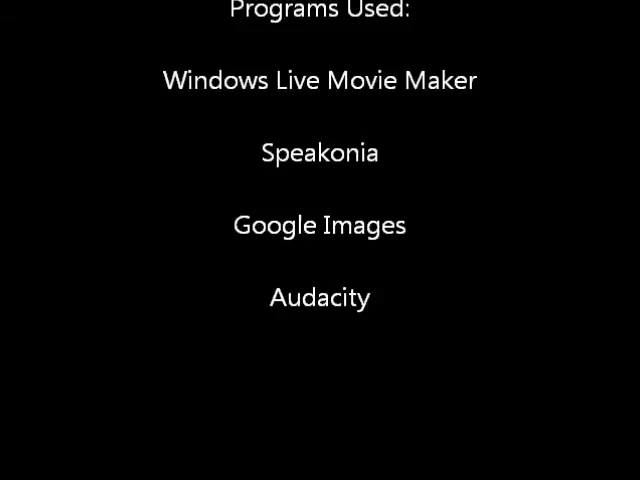 Programs Used:
Windows Live Movie Maker
Speakonia
Google Images
Audacity